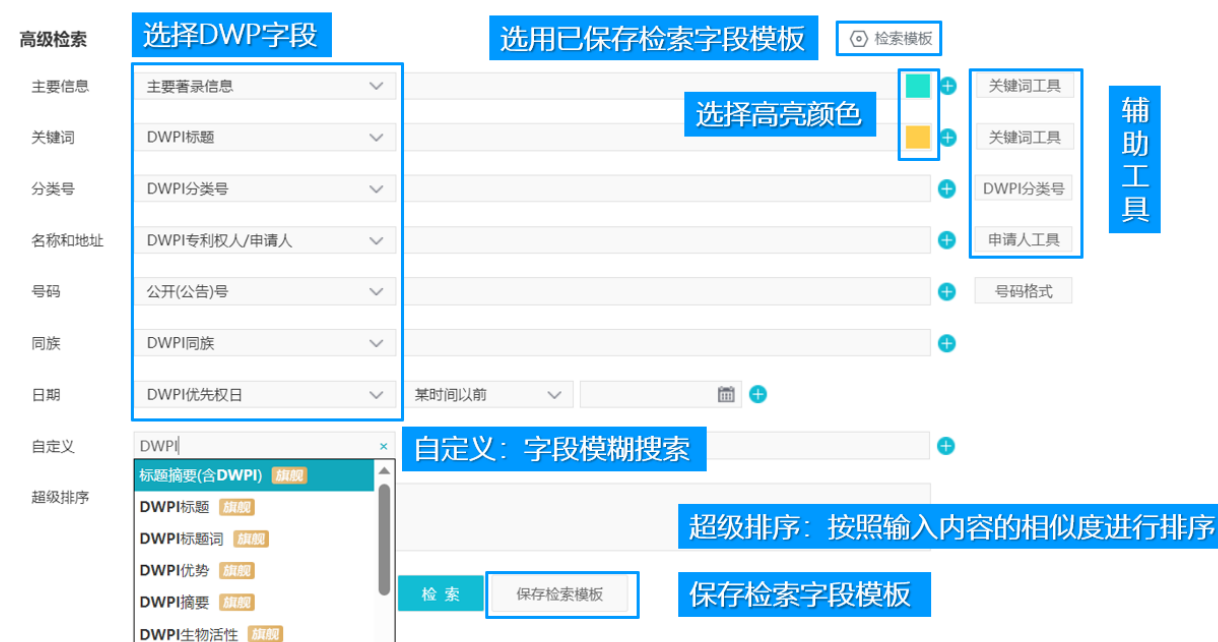 高级检索
选择DWP字段
选用已保存检索字段模板
检索模板
主要信息
主要著录信息
关键词工具
选择高亮颜色
关键词
DWPI标题
关键词工具
辅助工具
分类号
DWPI分类号
DWPI分类号
名称和地址
DWPI专利权人/申请人
申请人工具
号码
公开(公告)号
号码格式
同族
DWPI同族
日期
DWPI优先权日
某时间以前
自定义
DWPI
自定义：字段模糊搜索
标题摘要(含DWPI) 旗舰
超级排序
DWPI标题 旗舰
超级排序：按照输入内容的相似度进行排序
DWPI标题词 旗舰
DWPI优势 旗舰
检 索
保存检索模板
保存检索字段模板
DWPI摘要 旗舰
DWPI生物活性 旗舰